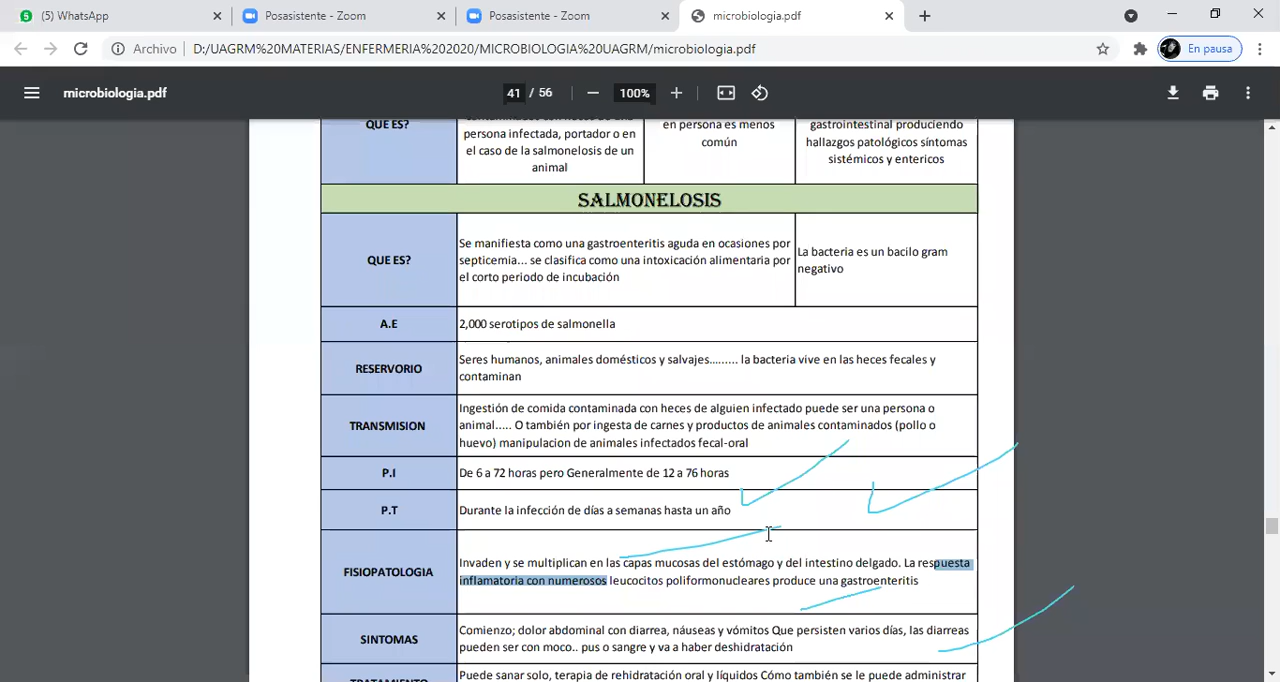 5 (5) WhatsApp
Posasistente - Zoom
Posasistente - Zoom
microbiologia.pdf
Archivo
D:/UAGRM%20MATERIAS/ENFERMERIA%202020/MICROBIOLOGIA%20UAGRM/microbiologia.pdf
En pausa
microbiologia.pdf
41 / 56
100%
QUE ES?
persona infectada, portador o en
el caso de la salmonelosis de un
animal
en persona es menos
común
gastrointestinal produciendo
hallazgos patológicos síntomas
sistémicos y entericos
SALMONELOSIS
QUE ES?
Se manifiesta como una gastroenteritis aguda en ocasiones por
septicemia... se clasifica como una intoxicación alimentaria por
el corto periodo de incubación
La bacteria es un bacilo gram
negativo
A.E
2,000 serotipos de salmonella
RESERVORIO
Seres humanos, animales domésticos y salvajes......... la bacteria vive en las heces fecales y
contaminan
TRANSMISION
Ingestión de comida contaminada con heces de alguien infectado puede ser una persona o
animal..... O también por ingesta de carnes y productos de animales contaminados (pollo o
huevo) manipulacion de animales infectados fecal-oral
P.I
De 6 a 72 horas pero Generalmente de 12 a 76 horas
P.T
Durante la infección de días a semanas hasta un año
FISIOPATOLOGIA
Invaden y se multiplican en las capas mucosas del estómago y del intestino delgado. La respuesta
inflamatoria con numerosos leucocitos poliformonucleares produce una gastroenteritis
SINTOMAS
Comienzo; dolor abdominal con diarrea, náuseas y vómitos Que persisten varios días, las diarreas
pueden ser con moco.. pus o sangre y va a haber deshidratación
TRATAMIENTO
Puede sanar solo, terapia de rehidratación oral y líquidos Cómo también se le puede administrar